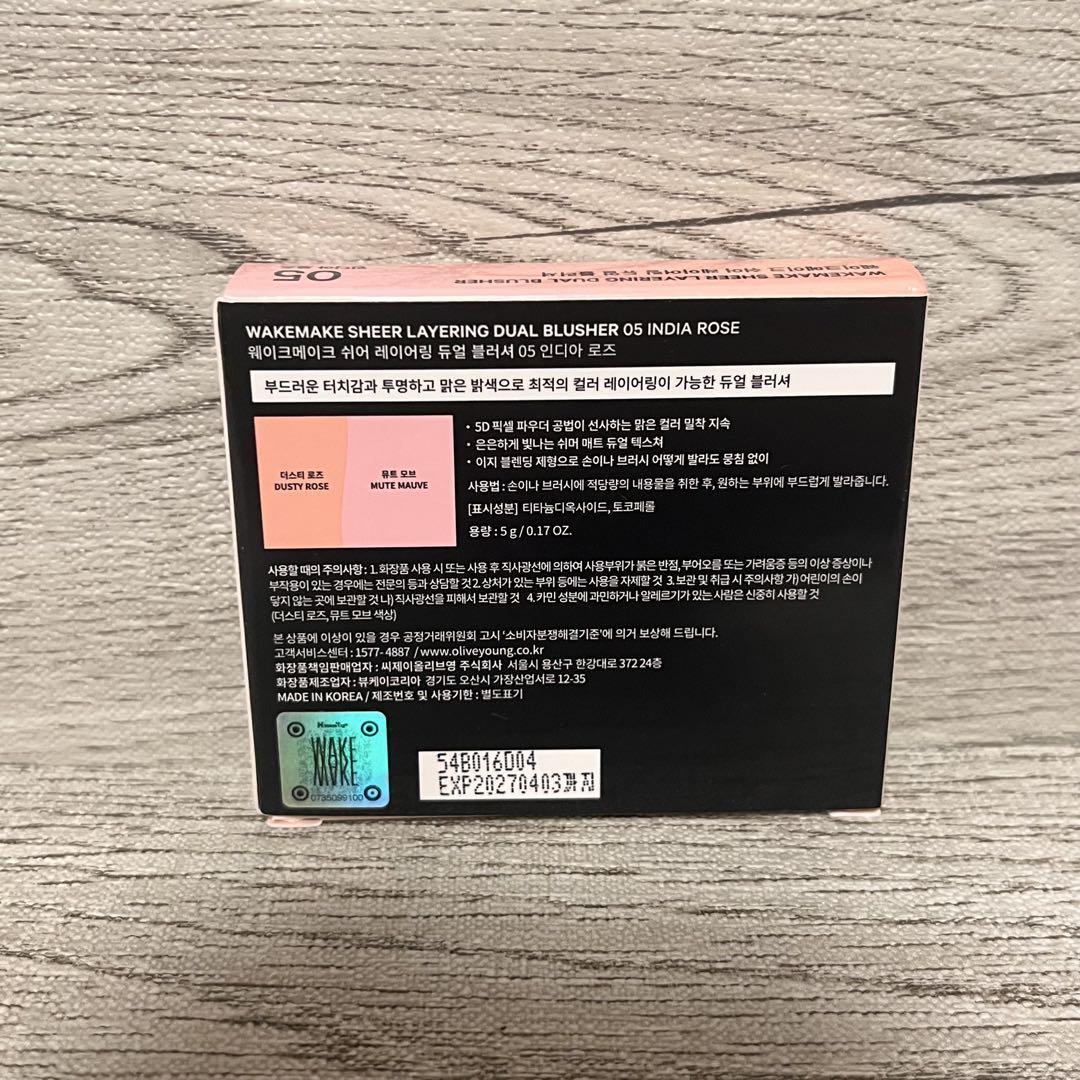 05
WAKEMAKE SHEER LAYERING DUAL BLUSHER
웨이크메이크 쉬어 레이어링 듀얼 블러셔
WAKEMAKE SHEER LAYERING DUAL BLUSHER 05 INDIA ROSE
웨이크메이크 쉬어 레이어링 듀얼 블러셔 05 인디아 로즈
부드러운 터치감과 투명하고 맑은 밝색으로 최적의 컬러 레이어링이 가능한 듀얼 블러셔
더스티 로즈
DUSTY ROSE
뮤트 모브
MUTE MAUVE
• 5D 픽셀 파우더 공법이 선사하는 맑은 컬러 밀착 지속
• 은은하게 빛나는 쉬머 매트 듀얼 텍스쳐
• 이지 블렌딩 제형으로 손이나 브러시 어떻게 발라도 뭉침 없이
사용법 : 손이나 브러시에 적당량의 내용물을 취한 후, 원하는 부위에 부드럽게 발라줍니다.
[표시성분] 티타늄디옥사이드, 토코페롤
용량 : 5 g / 0.17 OZ.
사용할 때의 주의사항 : 1. 화장품 사용 시 또는 사용 후 직사광선에 의하여 사용부위가 붉은 반점, 부어오름 또는 가려움증 등의 이상 증상이나
부작용이 있는 경우에는 전문의 등과 상담할 것 2. 상처가 있는 부위 등에는 사용을 자제할 것 3. 보관 및 취급 시 주의사항 가) 어린이의 손이
닿지 않는 곳에 보관할 것 나) 직사광선을 피해서 보관할 것 4. 카민 성분에 과민하거나 알레르기가 있는 사람은 신중히 사용할 것
(더스티 로즈, 뮤트 모브 색상)
본 상품에 이상이 있을 경우 공정거래위원회 고시 '소비자분쟁해결기준'에 의거 보상해 드립니다.
고객서비스센터 : 1577- 4887 / www.oliveyoung.co.kr
화장품책임판매업자 : 씨제이올리브영 주식회사 서울시 용산구 한강대로 372 24층
화장품제조업자 : 뷰케이코리아 경기도 오산시 가장산업서로 12-35
MADE IN KOREA / 제조번호 및 사용기한 : 별도표기
WAKE
MAKE
0735099100
54B016D04
EXP20270403까지